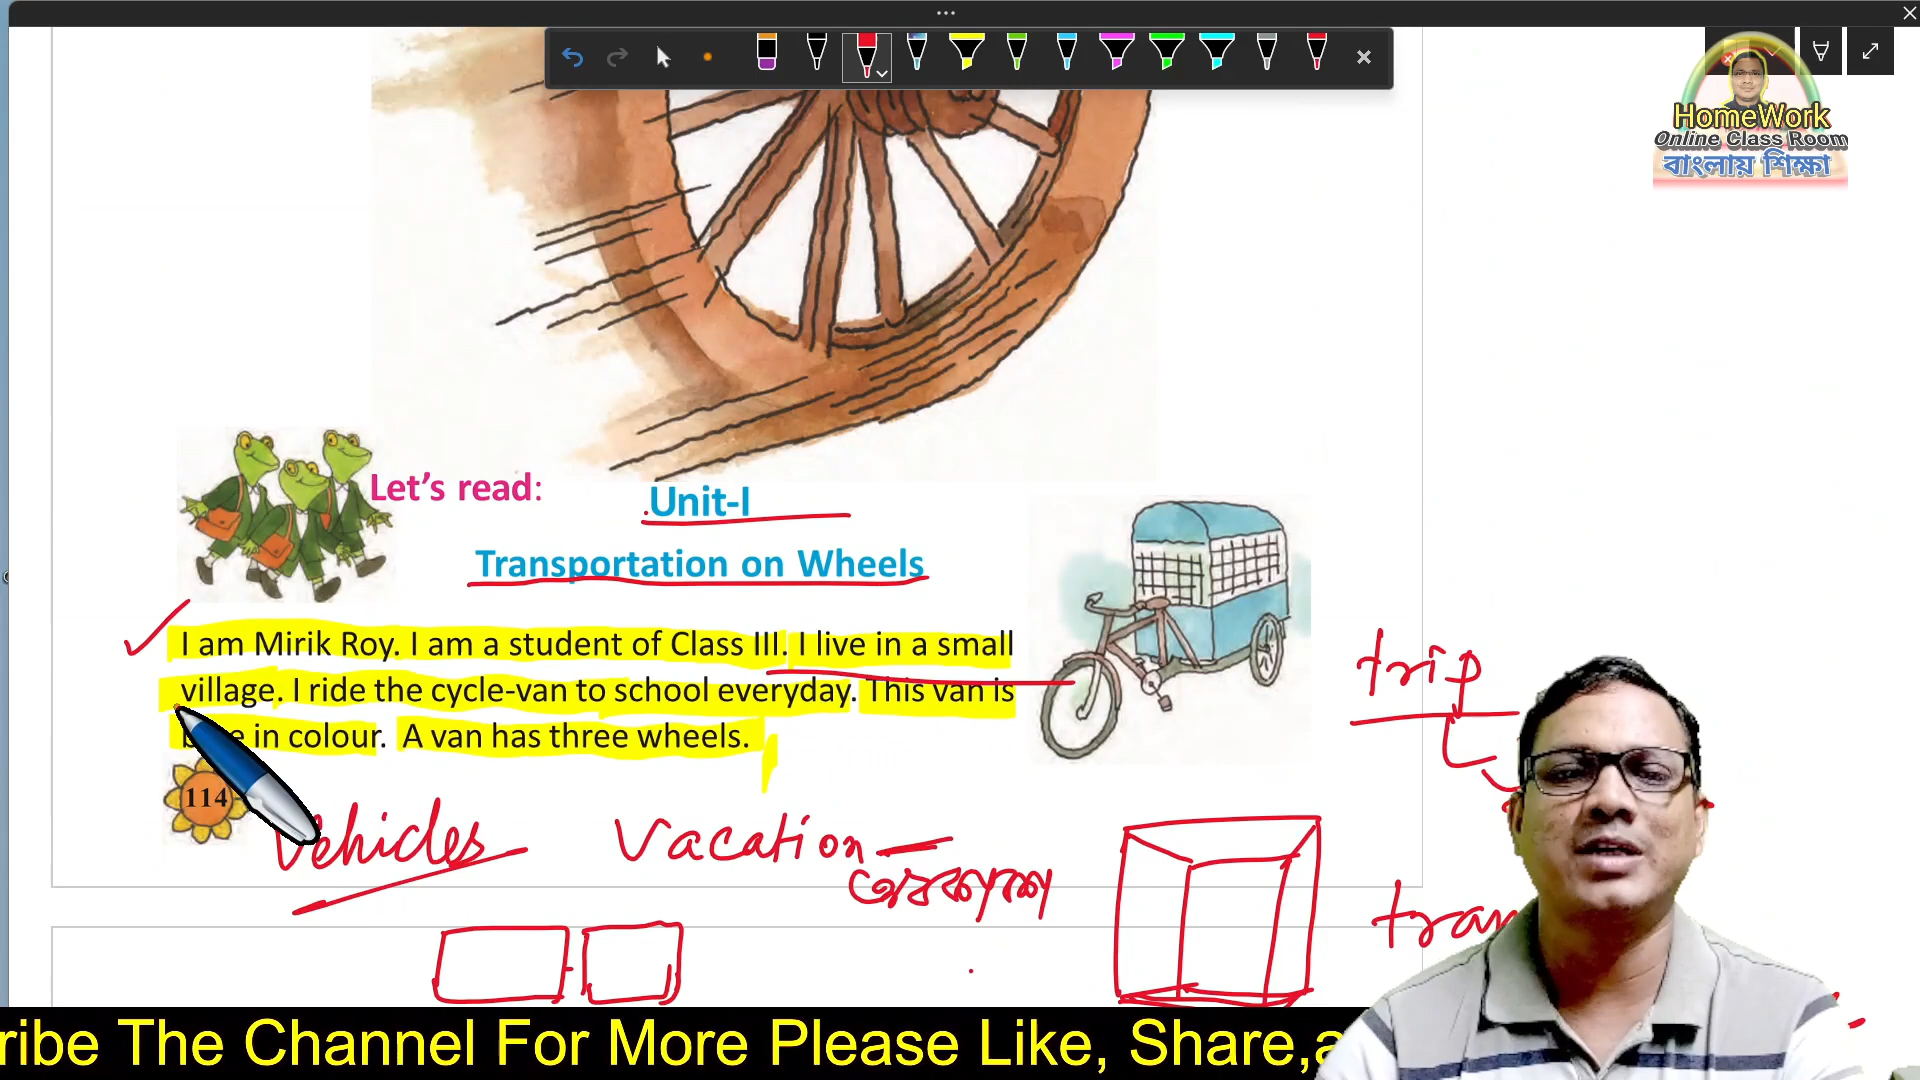 HomeWork
Online Class Room
বাংলায় শিক্ষা
Let's read:
Unit-I
Transportation on Wheels
I am Mirik Roy. I am a student of Class III. I live in a small
village. I ride the cycle-van to school everyday. This van is
in colour. A van has three wheels.
114
trip
Vehicles
Vacation
ribe The Channel For More Please Like, Share,